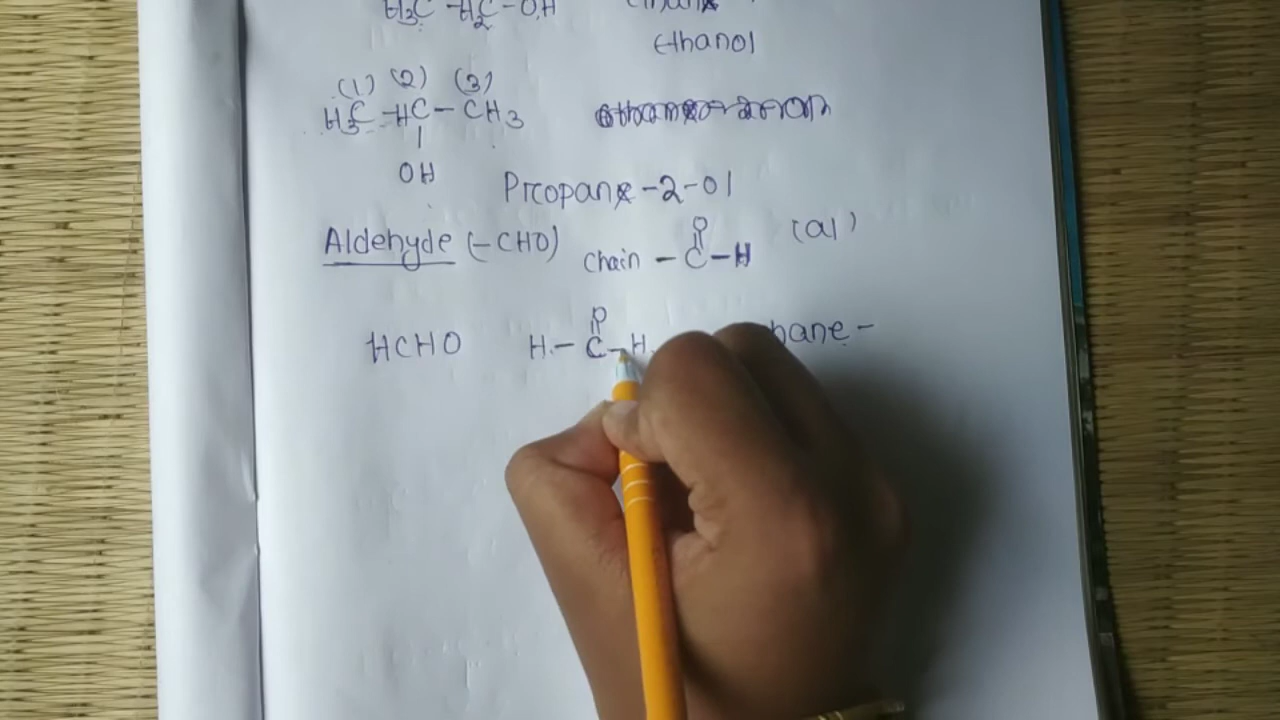 H3C - H2C - OH
Ethanol
(1) (2) (3)
H3C - HC - CH3
|
OH
Propane - 2 - ol
Aldehyde (-CHO)
Chain - C - H
O
||
(al)
HCHO
H - C - H
O
||
hane -